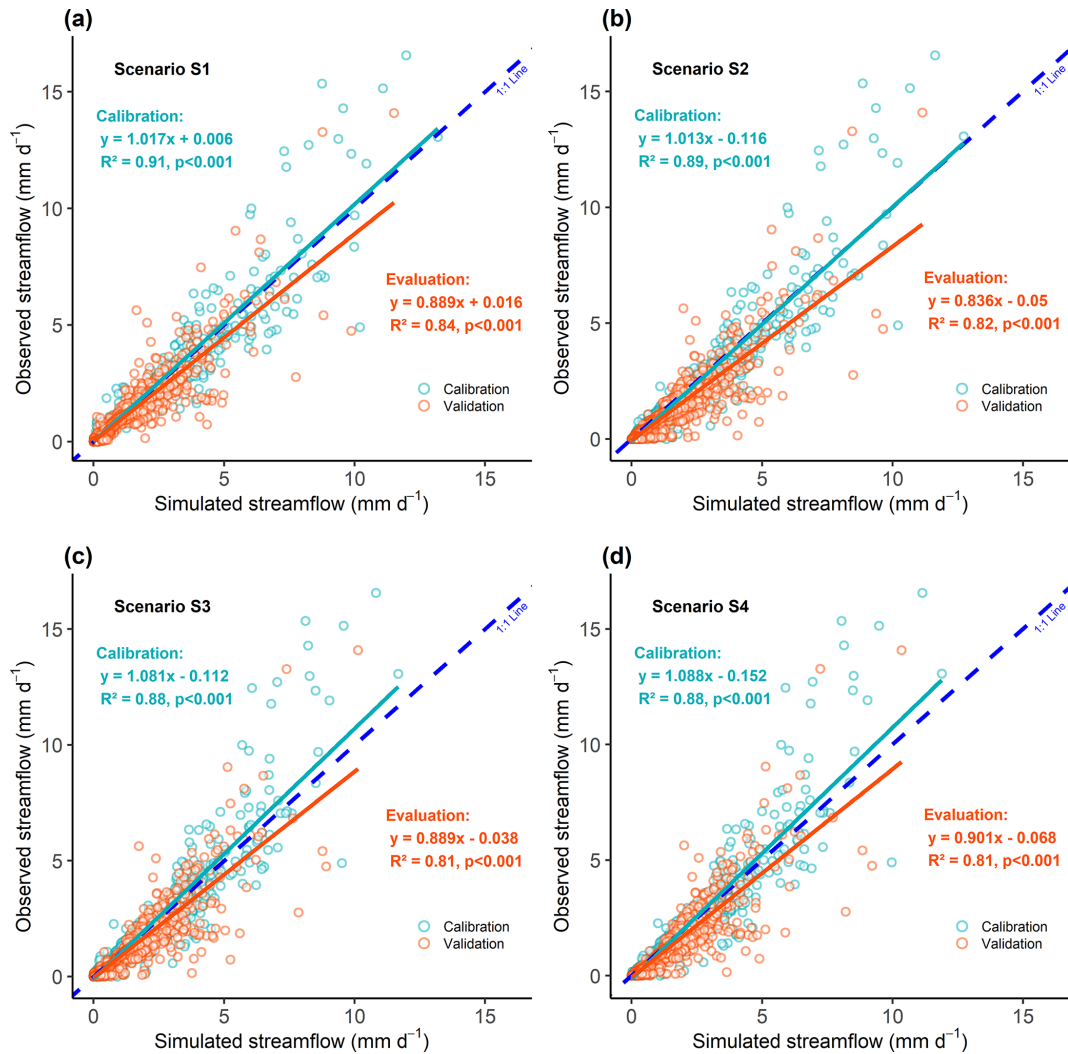 (a)
Scenario S1
1:1 Line
Calibration:
y = 1.017x + 0.006
R² = 0.91, p<0.001
Evaluation:
y = 0.889x + 0.016
R² = 0.84, p<0.001
Calibration
Validation
15
10
5
0
Observed streamflow (mm d⁻¹)
0 5 10 15
Simulated streamflow (mm d⁻¹)
(b)
Scenario S2
1:1 Line
Calibration:
y = 1.013x - 0.116
R² = 0.89, p<0.001
Evaluation:
y = 0.836x - 0.05
R² = 0.82, p<0.001
Calibration
Validation
15
10
5
0
Observed streamflow (mm d⁻¹)
0 5 10 15
Simulated streamflow (mm d⁻¹)
(c)
Scenario S3
1:1 Line
Calibration:
y = 1.081x - 0.112
R² = 0.88, p<0.001
Evaluation:
y = 0.889x - 0.038
R² = 0.81, p<0.001
Calibration
Validation
15
10
5
0
Observed streamflow (mm d⁻¹)
0 5 10 15
Simulated streamflow (mm d⁻¹)
(d)
Scenario S4
1:1 Line
Calibration:
y = 1.088x - 0.152
R² = 0.88, p<0.001
Evaluation:
y = 0.901x - 0.068
R² = 0.81, p<0.001
Calibration
Validation
15
10
5
0
Observed streamflow (mm d⁻¹)
0 5 10 15
Simulated streamflow (mm d⁻¹)